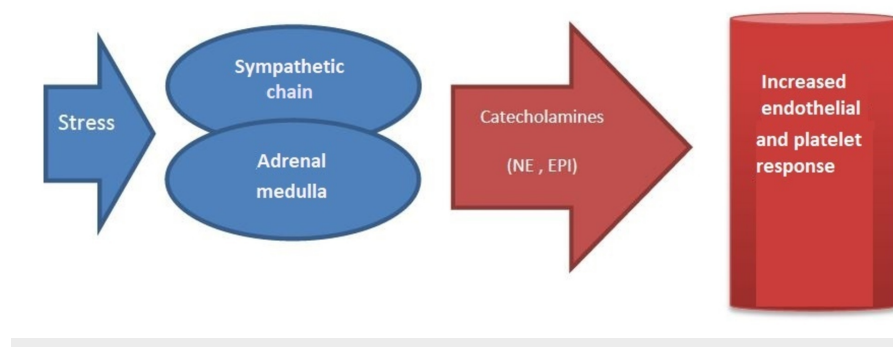 Stress
Sympathetic
chain
Adrenal
medulla
Catecholamines
(NE , EPI)
Increased
endothelial
and platelet
response